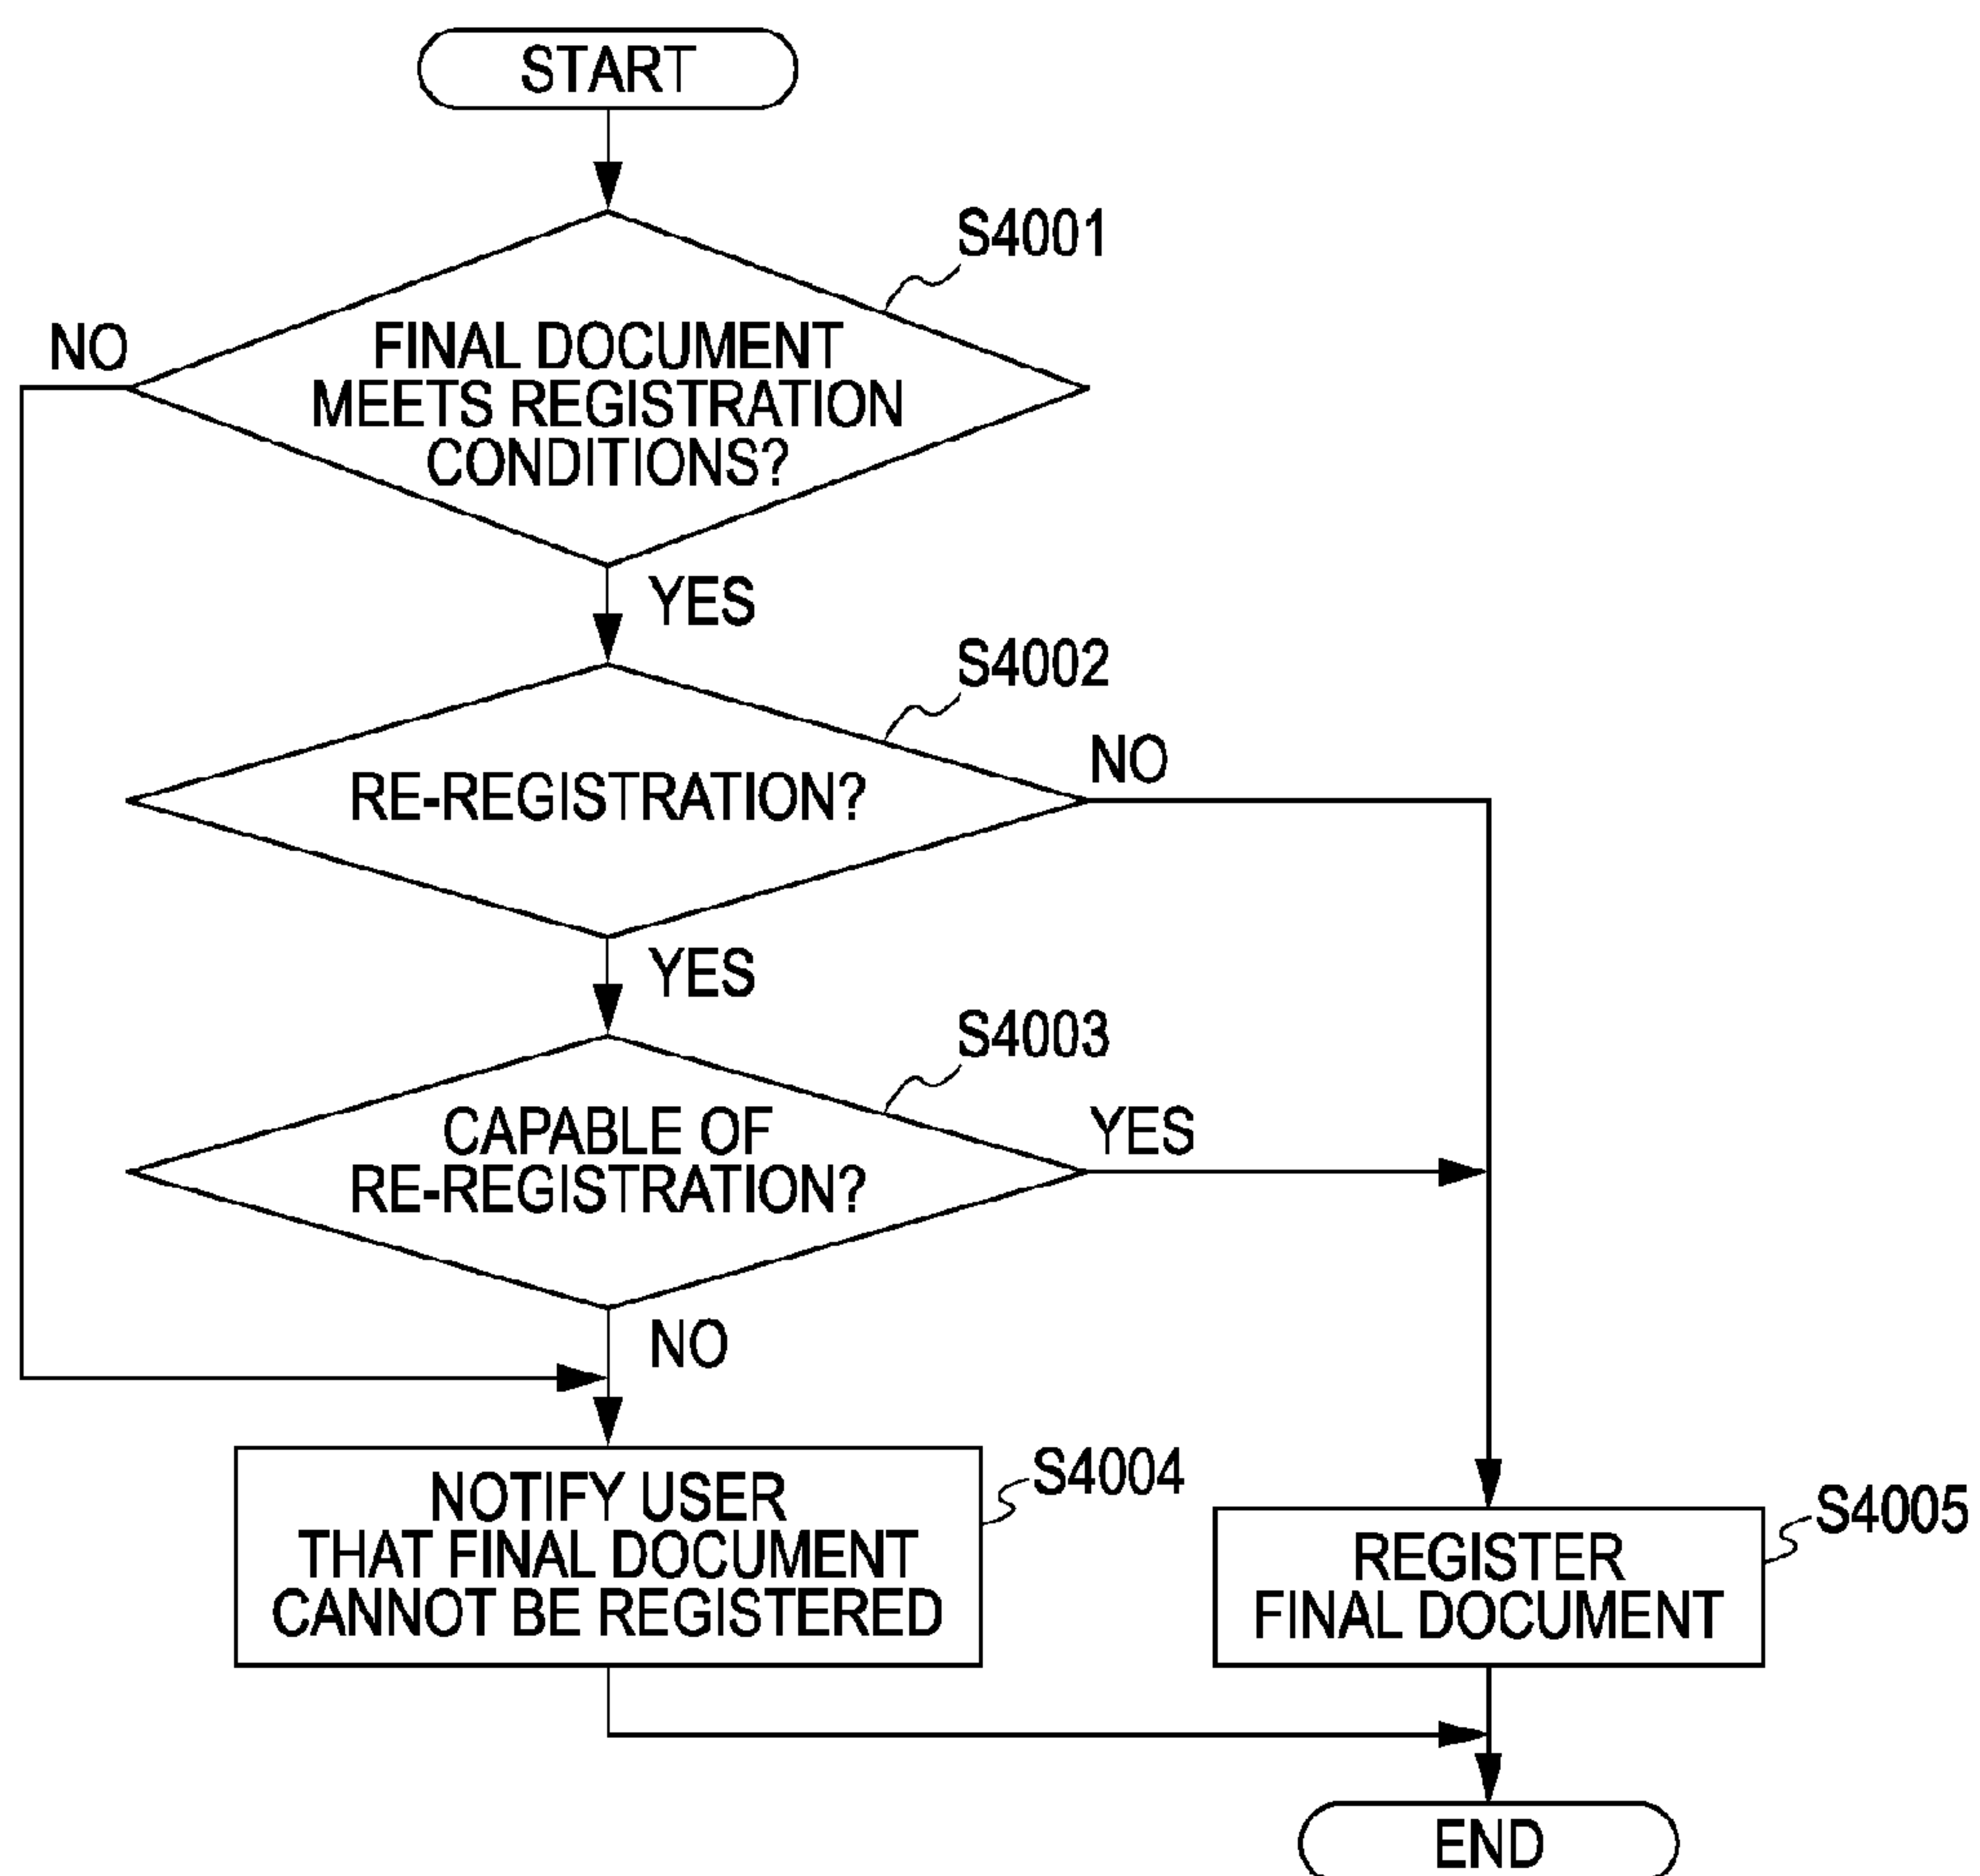 START
S4001
NO
FINAL DOCUMENT
MEETS REGISTRATION
CONDITIONS?
YES
S4002
NO
RE-REGISTRATION?
YES
S4003
CAPABLE OF
YES
RE-REGISTRATION?
NO
NOTIFY USER
THAT FINAL DOCUMENT
CANNOT BE REGISTERED
S4004
S4005
REGISTER
FINAL DOCUMENT
END